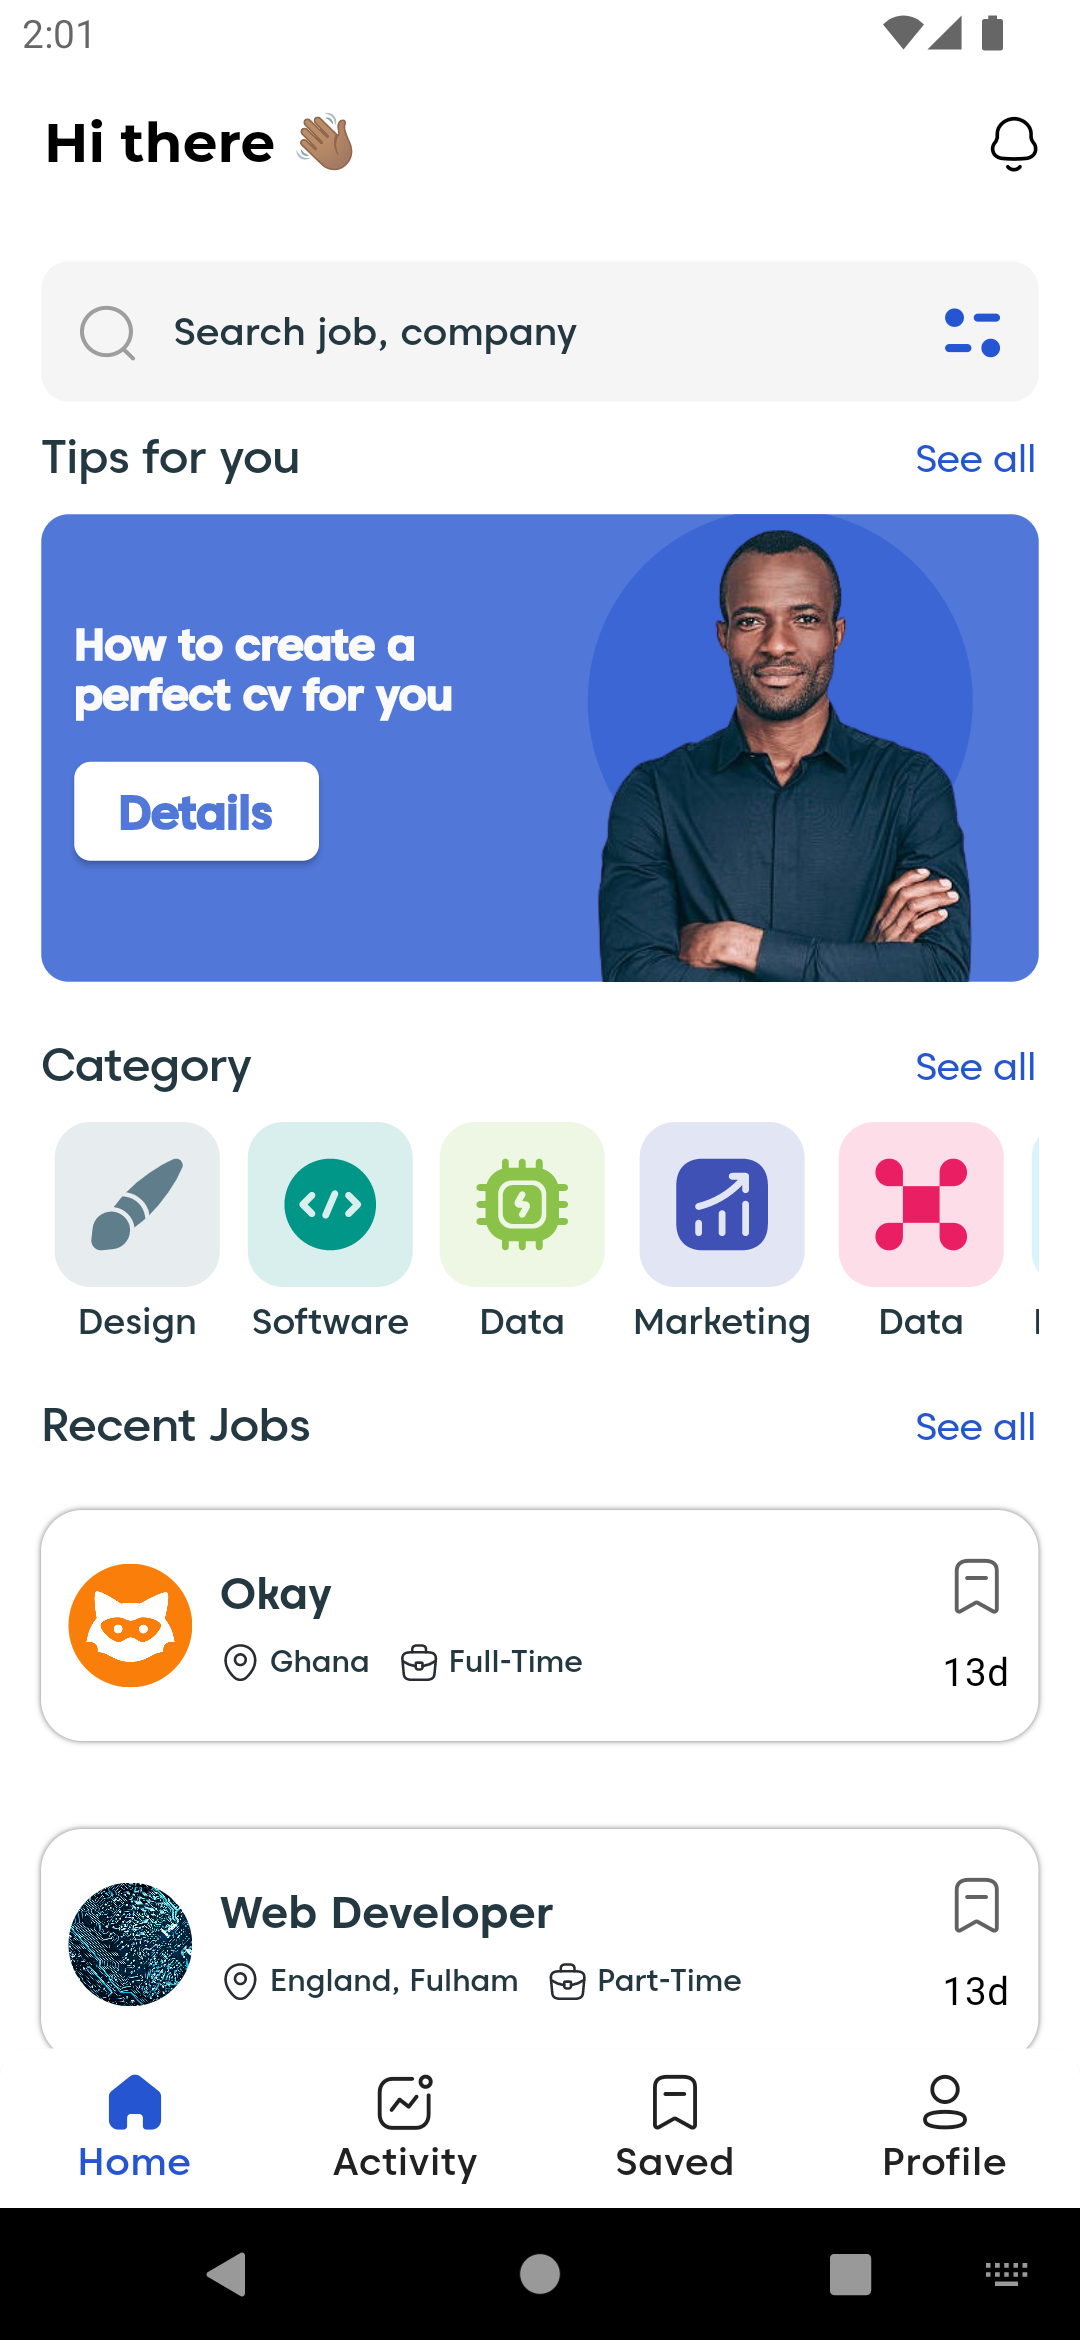 2:01
Hi there 👋🏽
Search job, company
Tips for you
See all
How to create a
perfect cv for you
Details
Category
See all
Design
Software
Data
Marketing
Data
Recent Jobs
See all
Okay
Ghana
Full-Time
13d
Web Developer
England, Fulham
Part-Time
13d
Home
Activity
Saved
Profile